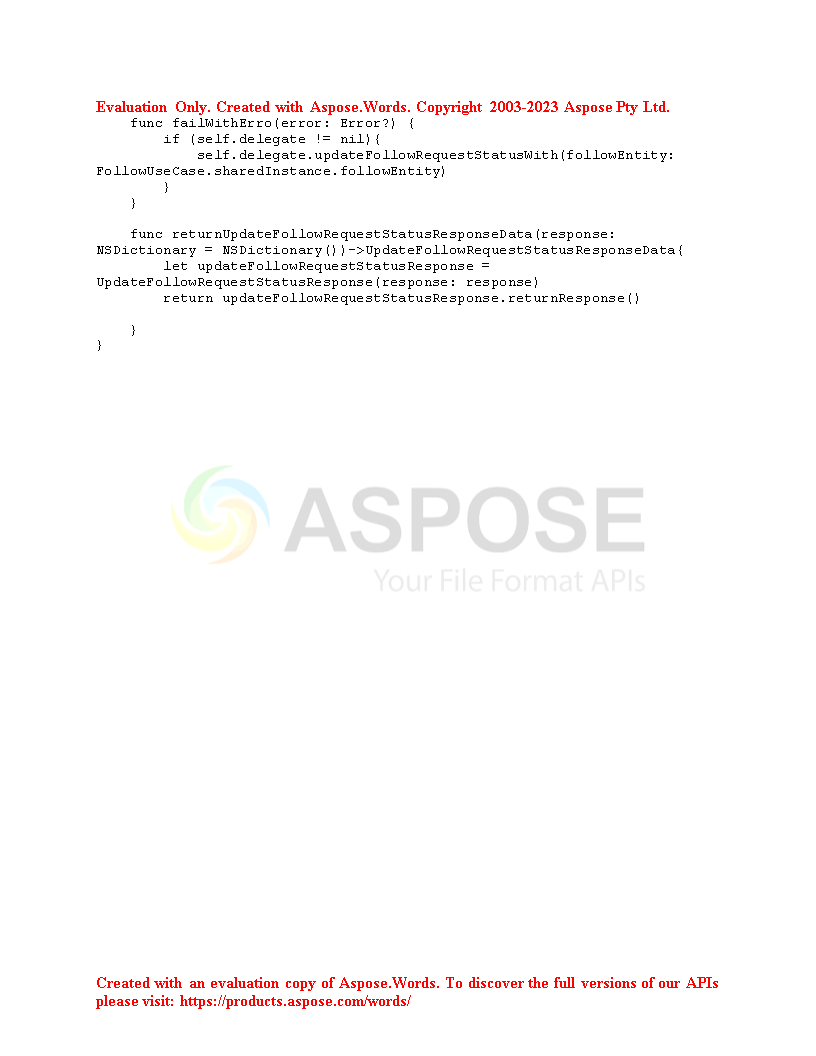 Evaluation Only. Created with Aspose.Words. Copyright 2003-2023 Aspose Pty Ltd.
    func failWithErro(error: Error?) {
        if (self.delegate != nil){
            self.delegate.updateFollowRequestStatusWith(followEntity:
FollowUseCase.sharedInstance.followEntity)
        }
    }

    func returnUpdateFollowRequestStatusResponseData(response:
NSDictionary = NSDictionary())->UpdateFollowRequestStatusResponseData{
        let updateFollowRequestStatusResponse =
UpdateFollowRequestStatusResponse(response: response)
        return updateFollowRequestStatusResponse.returnResponse()

    }
}
ASPOSE
Your File Format APIs
Created with an evaluation copy of Aspose.Words. To discover the full versions of our APIs
please visit: https://products.aspose.com/words/